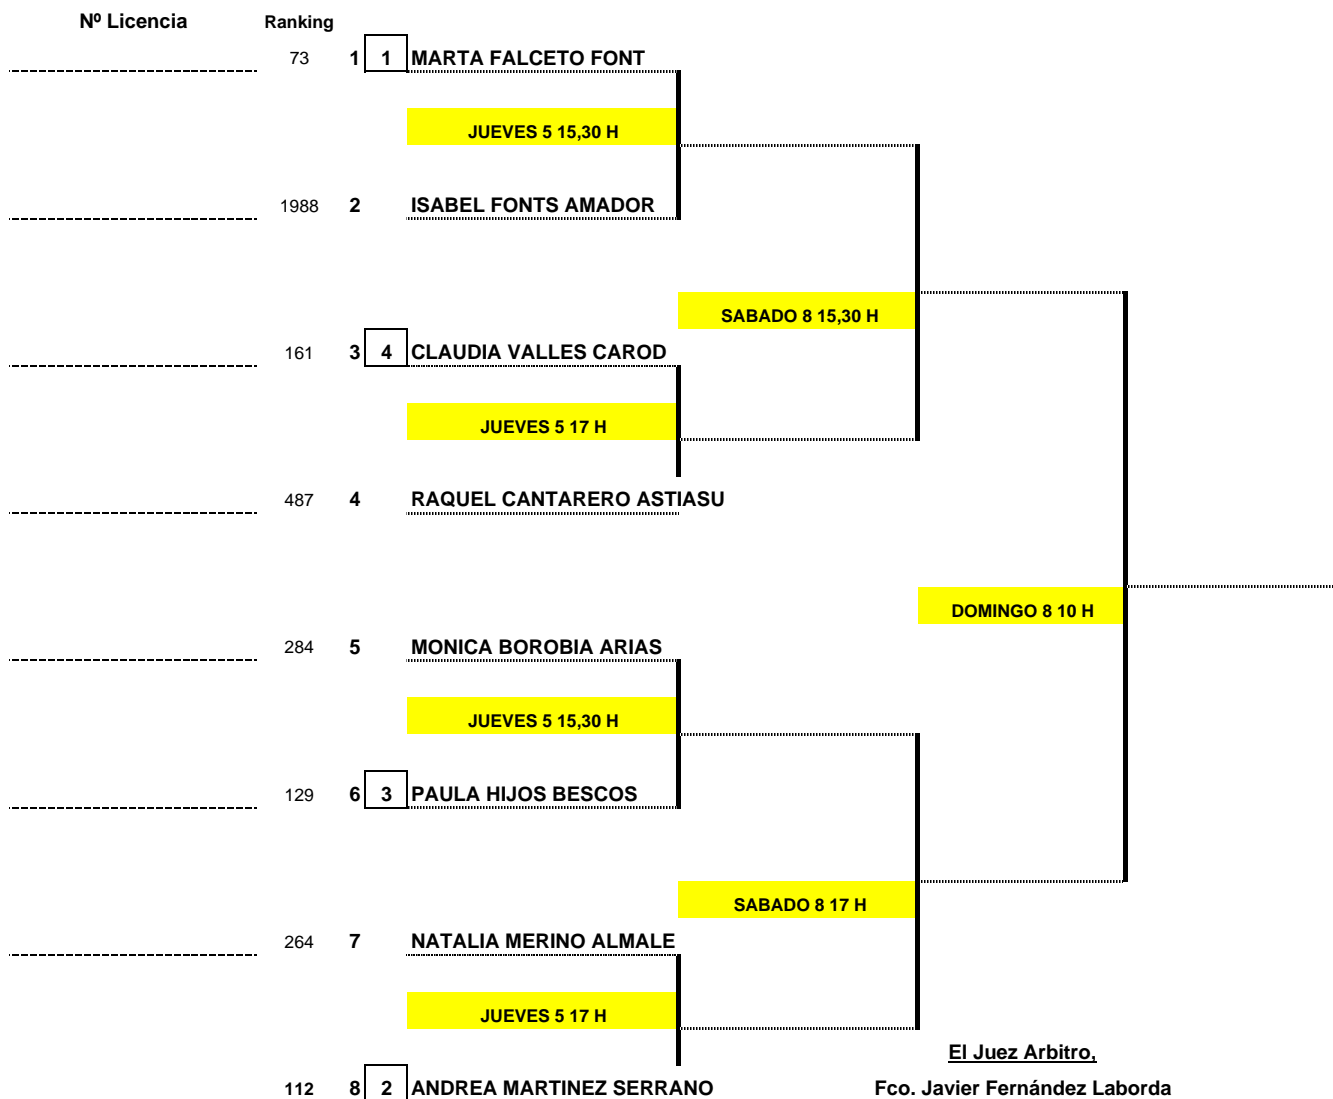 Nº Licencia Ranking
73 1 1 MARTA FALCETO FONT
JUEVES 5 15,30 H
1988 2 ISABEL FONTS AMADOR
SABADO 8 15,30 H
161 3 4 CLAUDIA VALLES CAROD
JUEVES 5 17 H
487 4 RAQUEL CANTARERO ASTIASU
DOMINGO 8 10 H
284 5 MONICA BOROBIA ARIAS
JUEVES 5 15,30 H
129 6 3 PAULA HIJOS BESCOS
SABADO 8 17 H
264 7 NATALIA MERINO ALMALE
JUEVES 5 17 H
El Juez Arbitro,
112 8 2 ANDREA MARTINEZ SERRANO Fco. Javier Fernández Laborda